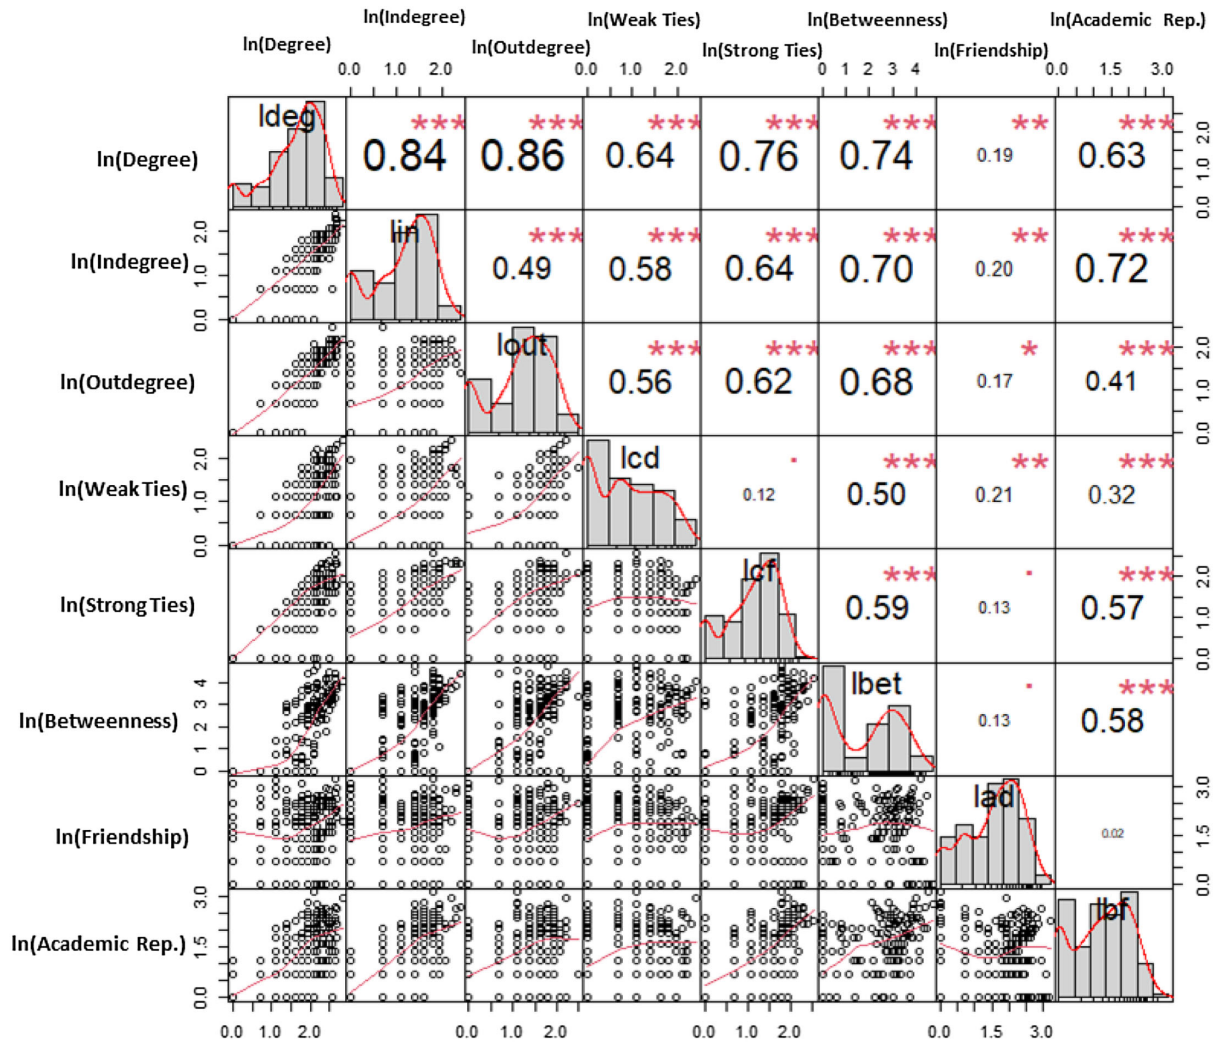 ln(Indegree) ln(Weak Ties) ln(Betweenness) ln(Academic Rep.)
ln(Degree) ln(Outdegree) ln(Strong Ties) ln(Friendship)
0.0 1.0 2.0 0.0 1.0 2.0 0 1 2 3 4 0.0 1.5 3.0
ln(Degree) ldeg *** 0.84 *** 0.86 *** 0.64 *** 0.76 *** 0.74 ** 0.19 *** 0.63 0.0 1.0 2.0
ln(Indegree) 0.0 1.0 2.0 lin *** 0.49 *** 0.58 *** 0.64 *** 0.70 ** 0.20 *** 0.72
ln(Outdegree) lout *** 0.56 *** 0.62 *** 0.68 * 0.17 *** 0.41 0.0 1.0 2.0
ln(Weak Ties) 0.0 1.0 2.0 lcd . 0.12 *** 0.50 ** 0.21 *** 0.32
ln(Strong Ties) lcf *** 0.59 . 0.13 *** 0.57 0.0 1.0 2.0
ln(Betweenness) 0 1 2 3 4 lbet . 0.13 *** 0.58
ln(Friendship) lad 0.02 0.0 1.5 3.0
ln(Academic Rep.) 0.0 1.5 3.0 lbf
0.0 1.0 2.0 0.0 1.0 2.0 0.0 1.0 2.0 0.0 1.5 3.0